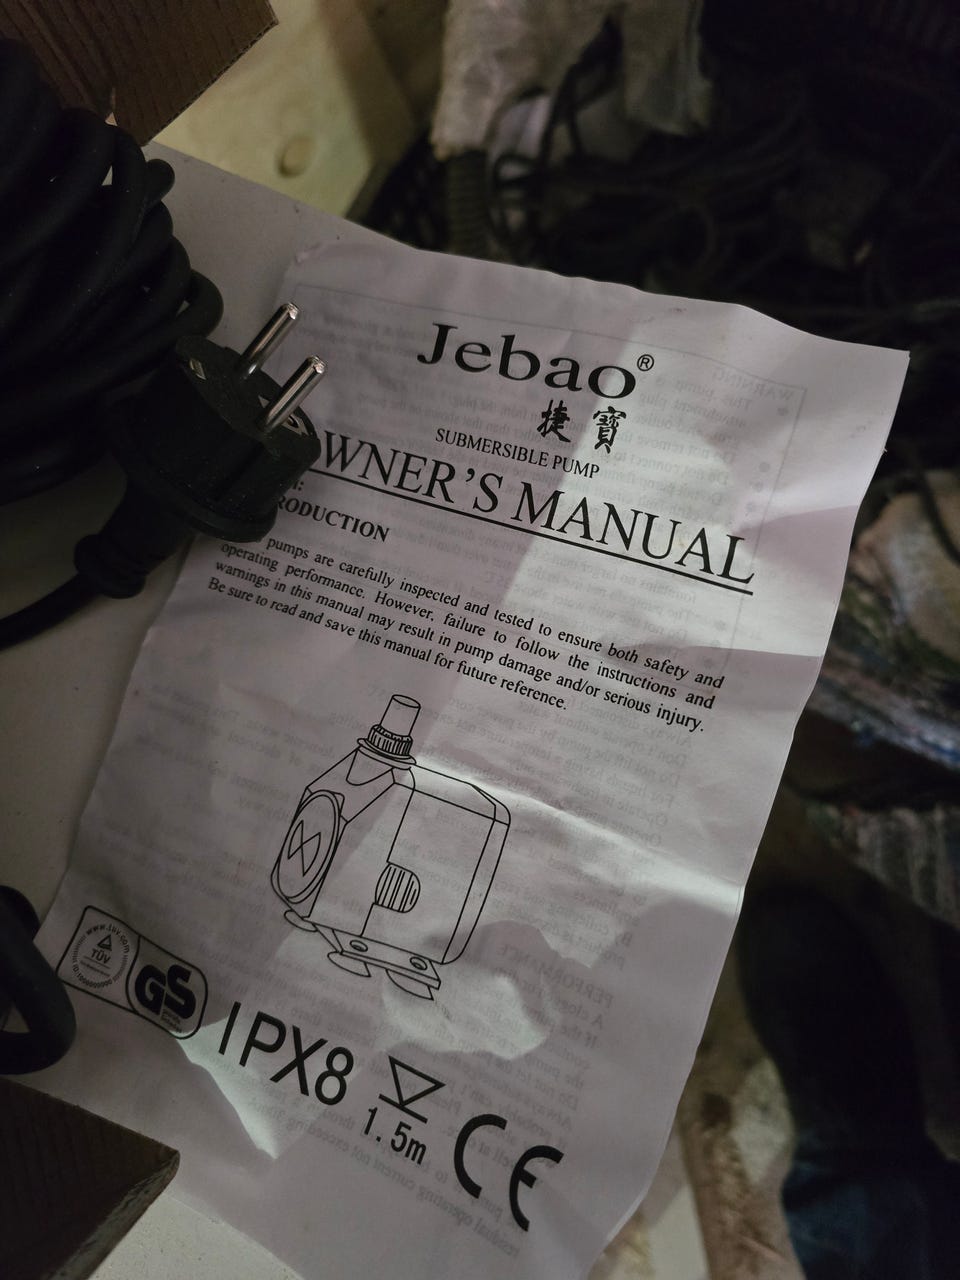 Jebao®
捷寶
SUBMERSIBLE PUMP
WNER'S MANUAL
RODUCTION
pumps are carefully inspected and tested to ensure both safety and
operating performance. However, failure to follow the instructions and
warnings in this manual may result in pump damage and/or serious injury.
Be sure to read and save this manual for future reference.
www.tuv.com
TÜV
GS
IPX8
1.5m
CE